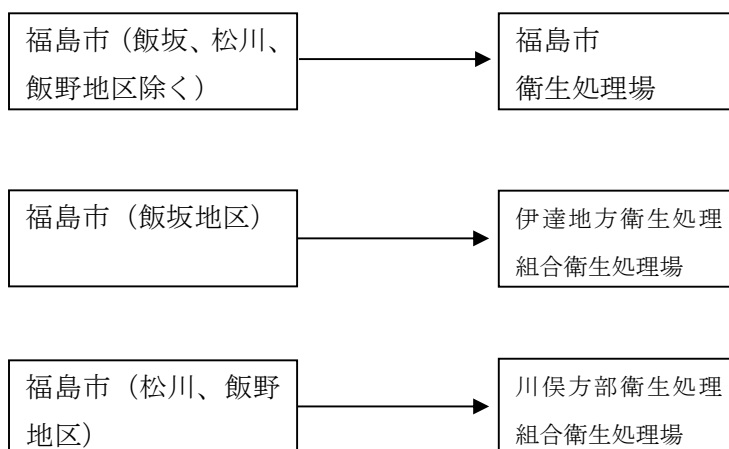 福島市（飯坂、松川、
飯野地区除く）
福島市
衛生処理場
福島市（飯坂地区）
伊達地方衛生処理
組合衛生処理場
福島市（松川、飯野
地区）
川俣方部衛生処理
組合衛生処理場